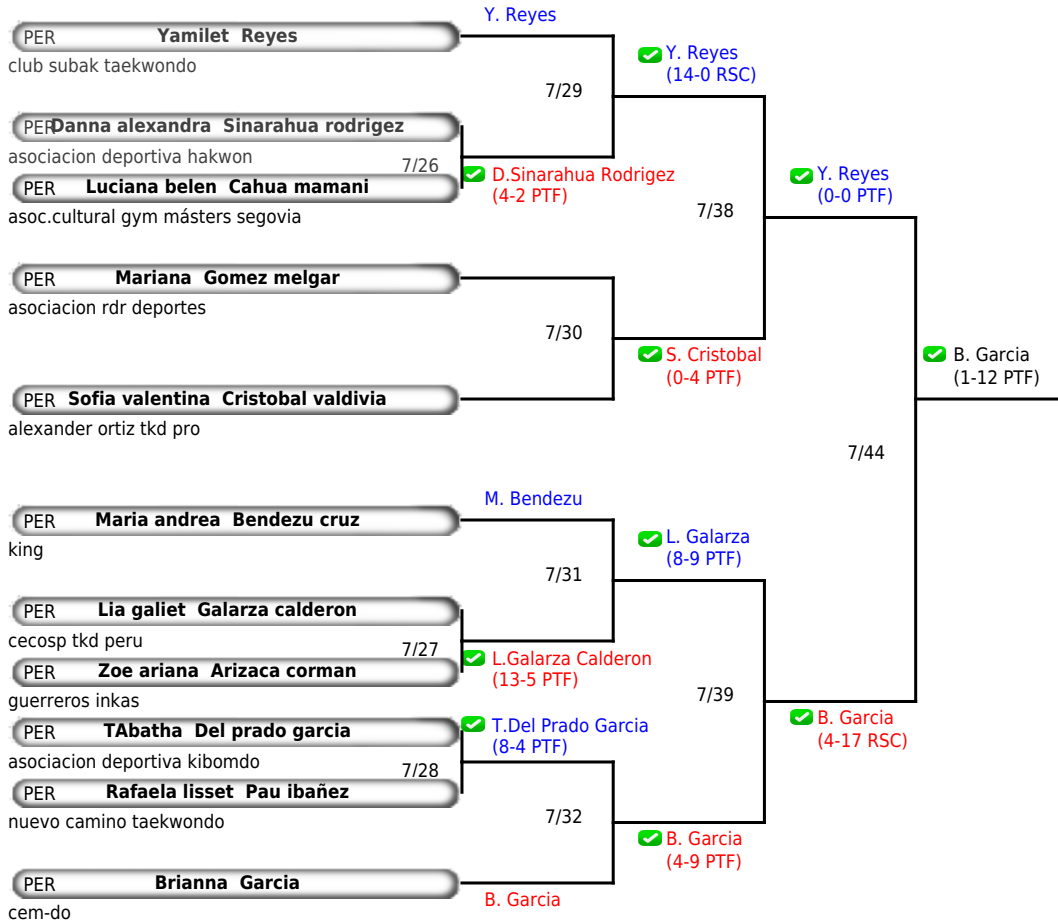 Y. Reyes
PER Yamilet Reyes
club subak taekwondo
Y. Reyes
(14-0 RSC)
7/29
PER Danna alexandra Sinarahua rodrigez
asociacion deportiva hakwon
7/26
D.Sinarahua Rodrigez
(4-2 PTF)
PER Luciana belen Cahua mamani
asoc.cultural gym másters segovia
Y. Reyes
(0-0 PTF)
7/38
PER Mariana Gomez melgar
asociacion rdr deportes
7/30
S. Cristobal
(0-4 PTF)
PER Sofia valentina Cristobal valdivia
alexander ortiz tkd pro
B. Garcia
(1-12 PTF)
7/44
M. Bendezu
PER Maria andrea Bendezu cruz
king
L. Galarza
(8-9 PTF)
7/31
PER Lia galiet Galarza calderon
cecosp tkd peru
7/27
L.Galarza Calderon
(13-5 PTF)
PER Zoe ariana Arizaca corman
guerreros inkas
7/39
B. Garcia
(4-17 RSC)
T.Del Prado Garcia
(8-4 PTF)
PER TAbatha Del prado garcia
asociacion deportiva kibomdo
7/28
PER Rafaela lisset Pau ibañez
nuevo camino taekwondo
7/32
B. Garcia
(4-9 PTF)
PER Brianna Garcia
cem-do
B. Garcia